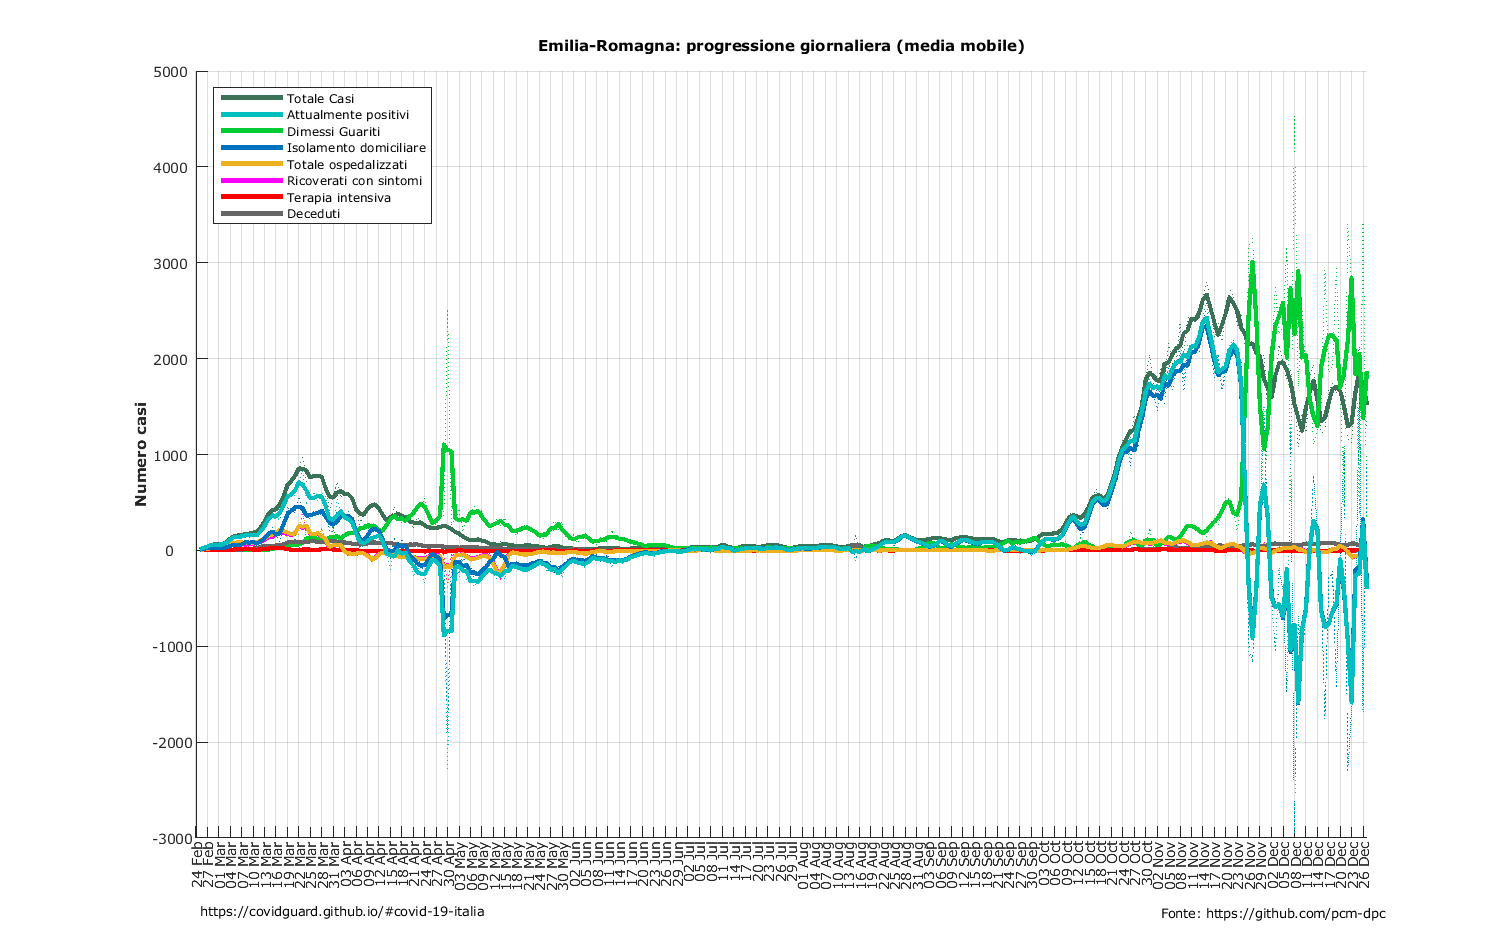 Emilia-Romagna: progressione giornaliera (media mobile)
5000
4000
3000
2000
1000
0
-1000
-2000
-3000
Numero casi
Totale Casi
Attualmente positivi
Dimessi Guariti
Isolamento domiciliare
Totale ospedalizzati
Ricoverati con sintomi
Terapia intensiva
Deceduti
24 Feb
27 Feb
01 Mar
04 Mar
07 Mar
10 Mar
13 Mar
16 Mar
19 Mar
22 Mar
25 Mar
28 Mar
31 Mar
03 Apr
06 Apr
09 Apr
12 Apr
15 Apr
18 Apr
21 Apr
24 Apr
27 Apr
30 Apr
03 May
06 May
09 May
12 May
15 May
18 May
21 May
24 May
27 May
30 May
02 Jun
05 Jun
08 Jun
11 Jun
14 Jun
17 Jun
20 Jun
23 Jun
26 Jun
29 Jun
02 Jul
05 Jul
08 Jul
11 Jul
14 Jul
17 Jul
20 Jul
23 Jul
26 Jul
29 Jul
01 Aug
04 Aug
07 Aug
10 Aug
13 Aug
16 Aug
19 Aug
22 Aug
25 Aug
28 Aug
31 Aug
03 Sep
06 Sep
09 Sep
12 Sep
15 Sep
18 Sep
21 Sep
24 Sep
27 Sep
30 Sep
03 Oct
06 Oct
09 Oct
12 Oct
15 Oct
18 Oct
21 Oct
24 Oct
27 Oct
30 Oct
02 Nov
05 Nov
08 Nov
11 Nov
14 Nov
17 Nov
20 Nov
23 Nov
26 Nov
29 Nov
02 Dec
05 Dec
08 Dec
11 Dec
14 Dec
17 Dec
20 Dec
23 Dec
26 Dec
https://covidguard.github.io/#covid-19-italia
Fonte: https://github.com/pcm-dpc